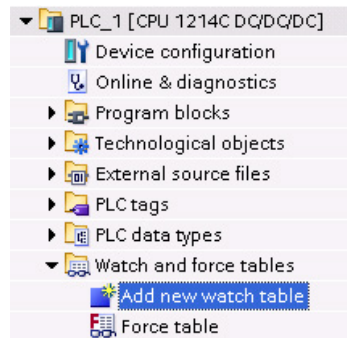 PLC_1 [CPU 1214C DC/DC/DC]
Device configuration
Online & diagnostics
Program blocks
Technological objects
External source files
PLC tags
PLC data types
Watch and force tables
Add new watch table
Force table